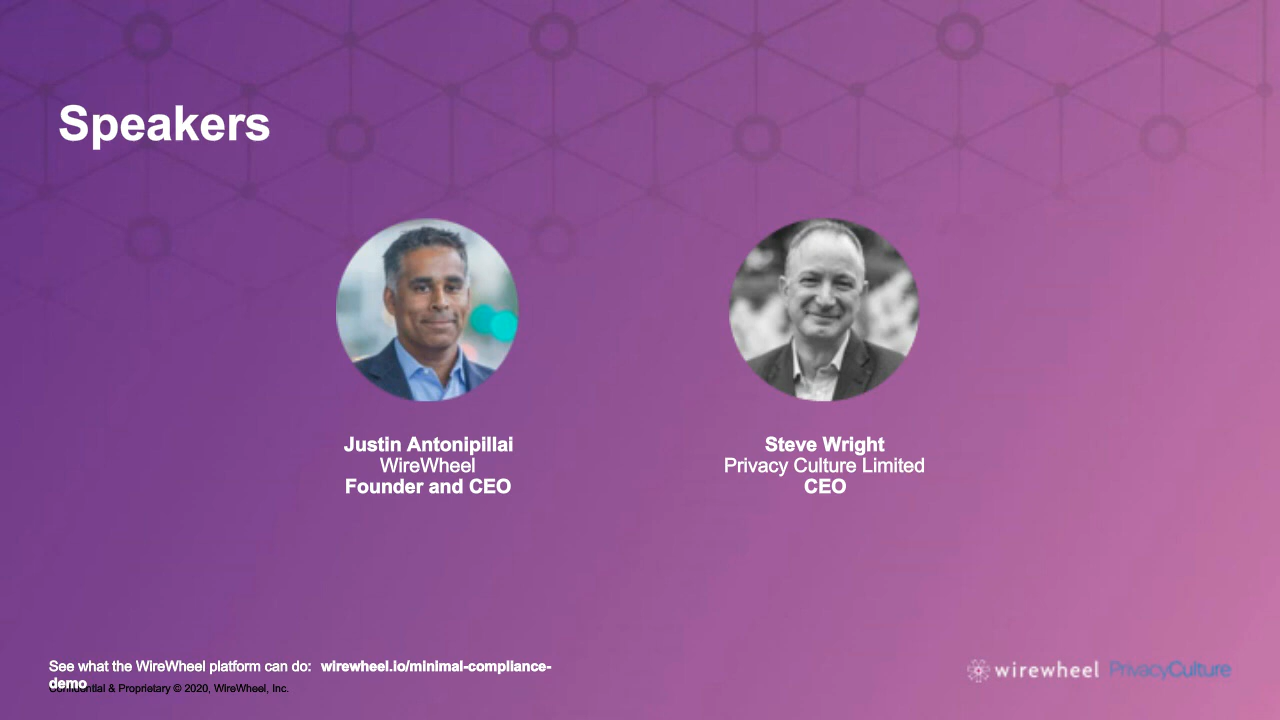 Speakers
Justin Antonipillai
WireWheel
Founder and CEO
Steve Wright
Privacy Culture Limited
CEO
See what the WireWheel platform can do: wirewheel.io/minimal-compliance-
demo
Confidential & Proprietary © 2020, WireWheel, Inc.
wirewheel PrivacyCulture